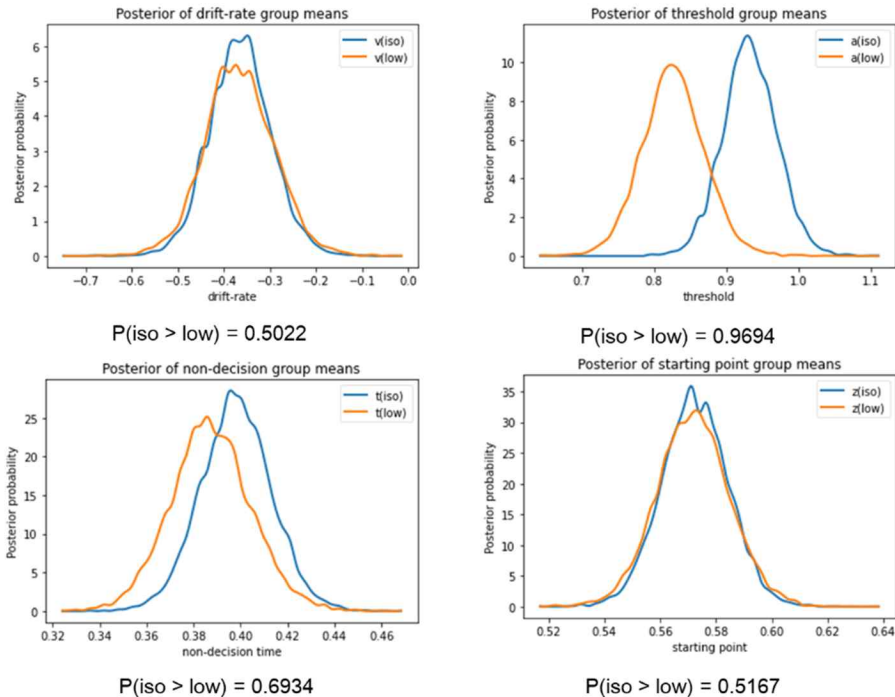 Posterior of drift-rate group means
v(iso)
v(low)
Posterior probability
6
5
4
3
2
1
0
−0.7 −0.6 −0.5 −0.4 −0.3 −0.2 −0.1 0.0
drift-rate
P(iso > low) = 0.5022
Posterior of threshold group means
a(iso)
a(low)
Posterior probability
10
8
6
4
2
0
0.7 0.8 0.9 1.0 1.1
threshold
P(iso > low) = 0.9694
Posterior of non-decision group means
t(iso)
t(low)
Posterior probability
25
20
15
10
5
0
0.32 0.34 0.36 0.38 0.40 0.42 0.44 0.46
non-decision time
P(iso > low) = 0.6934
Posterior of starting point group means
z(iso)
z(low)
Posterior probability
35
30
25
20
15
10
5
0
0.52 0.54 0.56 0.58 0.60 0.62 0.64
starting point
P(iso > low) = 0.5167